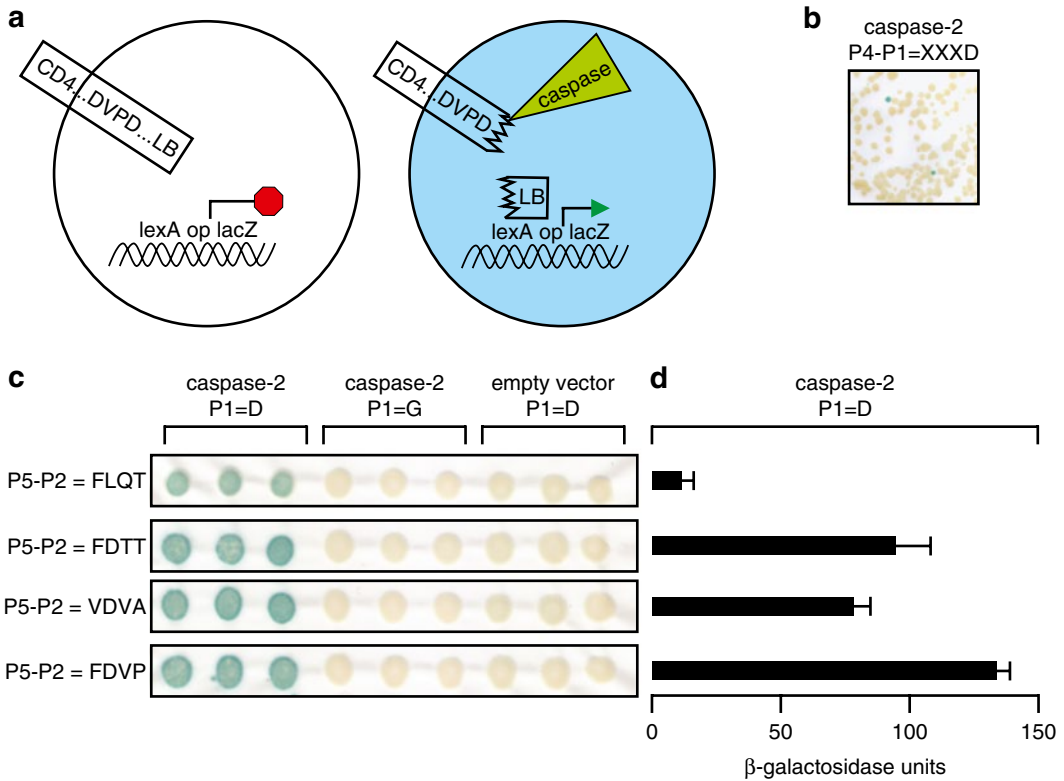 a
CD4...DVPD...LB
lexA op lacZ
CD4...DVPD
caspase
LB
lexA op lacZ
b
caspase-2
P4-P1=XXXD
c
caspase-2
P1=D
caspase-2
P1=G
empty vector
P1=D
P5-P2 = FLQT
P5-P2 = FDTT
P5-P2 = VDVA
P5-P2 = FDVP
d
caspase-2
P1=D
0
50
100
150
β-galactosidase units